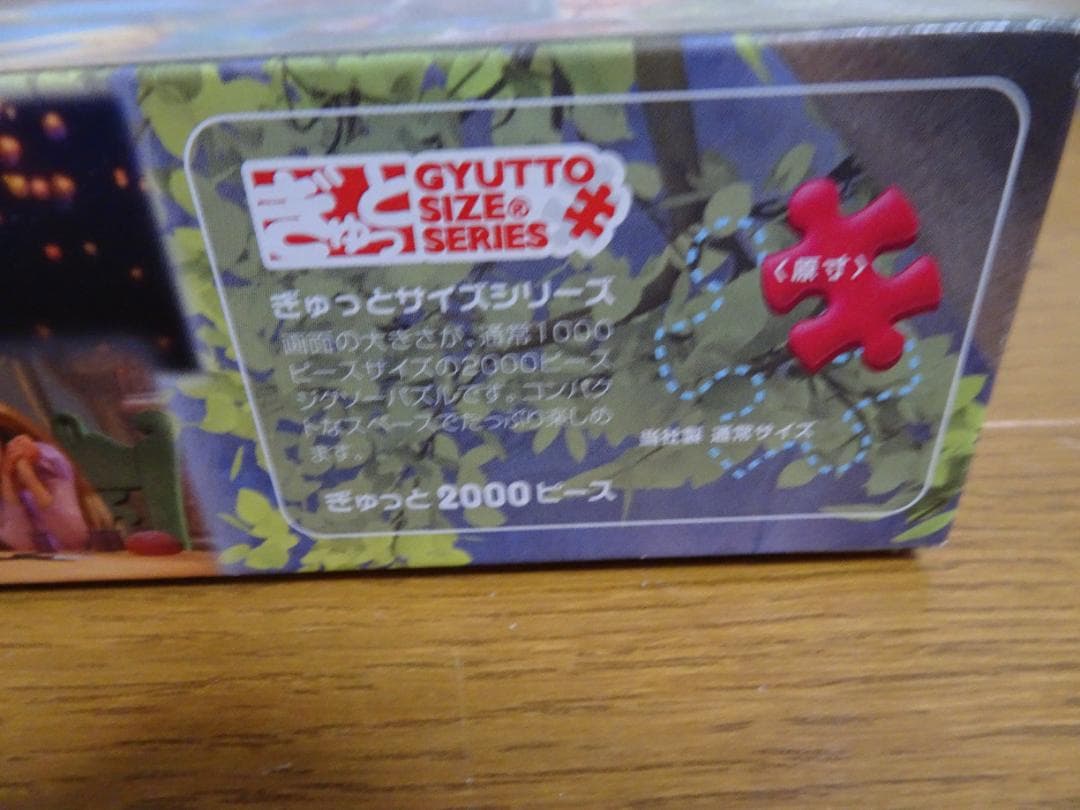 ぎゅっと
GYUTTO
SIZE®
SERIES
ぎゅっとサイズシリーズ
画面の大きさが、通常1000
ピースサイズの2000ピース
ジグソーパズルです。コンパク
トなスペースでたっぷり楽しめ
ます。
ぎゅっと2000ピース
〈原寸〉
当社製 通常サイズ